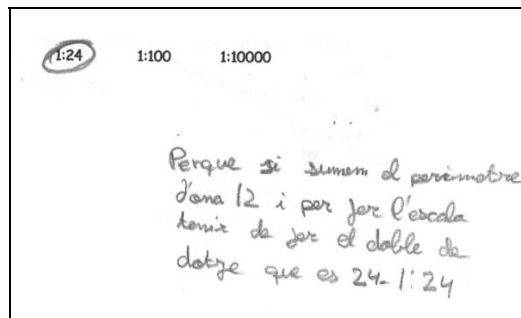 1:24 1:100 1:10000
Perque si sumem el perímetre
d'ona 12 i per fer l'escala
tenir de fer el doble de
dotze que es 24- 1:24